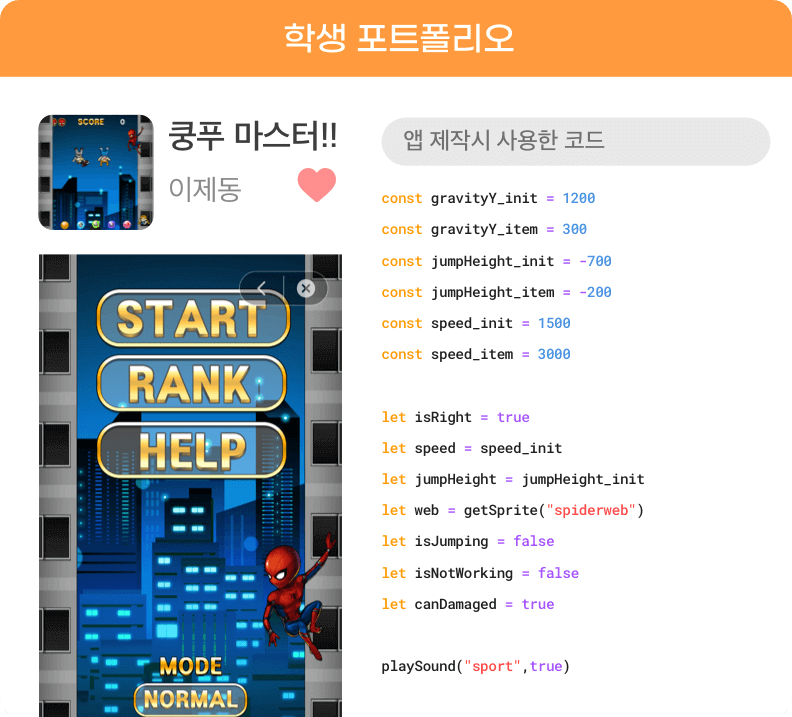 학생 포트폴리오
SCORE 0
쿵푸 마스터!!
이제동
START
RANK
HELP
MODE
NORMAL
앱 제작시 사용한 코드
const gravityY_init = 1200
const gravityY_item = 300
const jumpHeight_init = -700
const jumpHeight_item = -200
const speed_init = 1500
const speed_item = 3000
let isRight = true
let speed = speed_init
let jumpHeight = jumpHeight_init
let web = getSprite("spiderweb")
let isJumping = false
let isNotWorking = false
let canDamaged = true
playSound("sport",true)